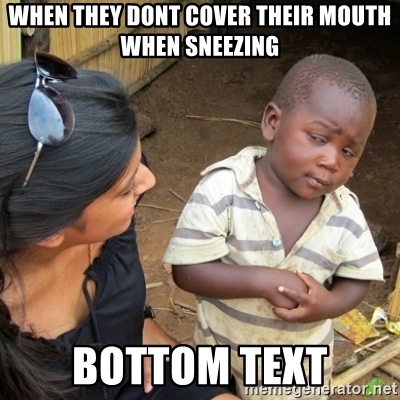 WHEN THEY DONT COVER THEIR MOUTH
WHEN SNEEZING
BOTTOM TEXT
memegenerator.net